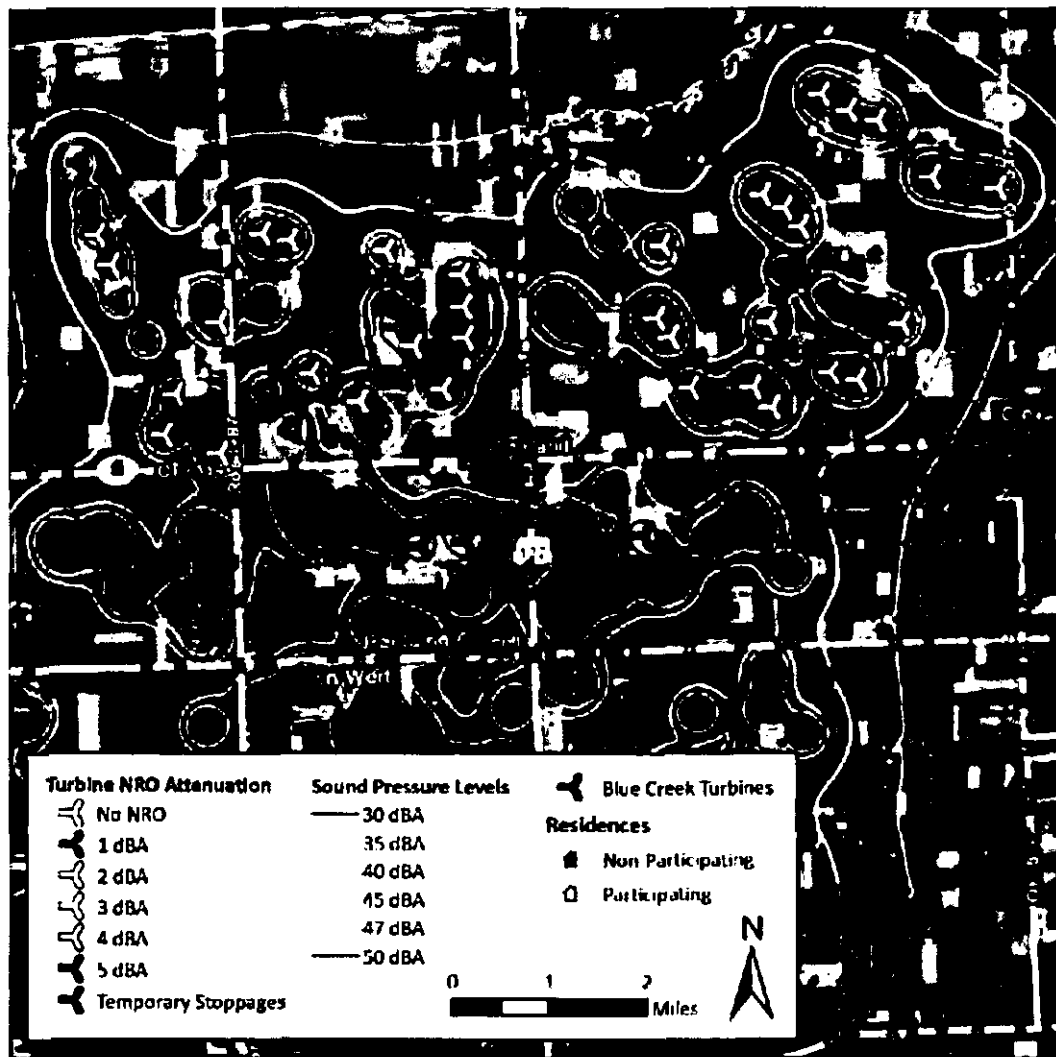 Turbine NRO Attenuation
No NRO
1 dBA
2 dBA
3 dBA
4 dBA
5 dBA
Temporary Stoppages
Sound Pressure Levels
30 dBA
35 dBA
40 dBA
45 dBA
47 dBA
50 dBA
Blue Creek Turbines
Residences
Non Participating
Participating
N
0 1 2
Miles